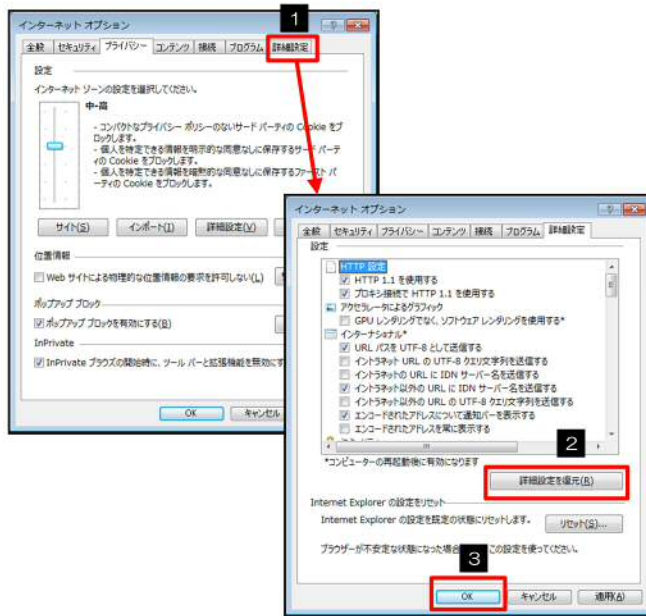 1
インターネット オプション
全般 セキュリティ プライバシー コンテンツ 接続 プログラム 詳細設定
設定
インターネット ゾーンの設定を選択してください。
中-高
- コンパクトなプライバシー ポリシーのないサード パーティの Cookie をブ
ロックします。
- 個人を特定できる情報を明示的な同意なしに保存するサード パーテ
ィの Cookie をブロックします。
- 個人を特定できる情報を暗黙的な同意なしに保存するファースト パ
ーティの Cookie をブロックします。
サイト(S) インポート(I) 詳細設定(V)
位置情報
Web サイトによる物理的な位置情報の要求を許可しない(L)
ポップアップ ブロック
ポップアップ ブロックを有効にする(B)
InPrivate
InPrivate ブラウズの開始時に、ツール バーと拡張機能を無効にす
OK キャンセル
インターネット オプション
全般 セキュリティ プライバシー コンテンツ 接続 プログラム 詳細設定
設定
HTTP 設定
HTTP 1.1 を使用する
プロキシ接続で HTTP 1.1 を使用する
アクセラレータによるグラフィック
GPU レンダリングでなく、ソフトウェア レンダリングを使用する*
インターナショナル*
URL パスを UTF-8 として送信する
イントラネット URL の UTF-8 クエリ文字列を送信する
イントラネットの URL に IDN サーバー名を送信する
イントラネット以外の URL に IDN サーバー名を送信する
イントラネット以外の URL の UTF-8 クエリ文字列を送信する
エンコードされたアドレスについて通知バーを表示する
エンコードされたアドレスを常に表示する
2
*コンピューターの再起動後に有効になります
詳細設定を復元(R)
Internet Explorer の設定をリセット
Internet Explorer の設定を既定の状態にリセットします。
リセット(S)...
ブラウザーが不安定な状態になった場合 この設定を使ってください。
3
OK キャンセル 適用(A)